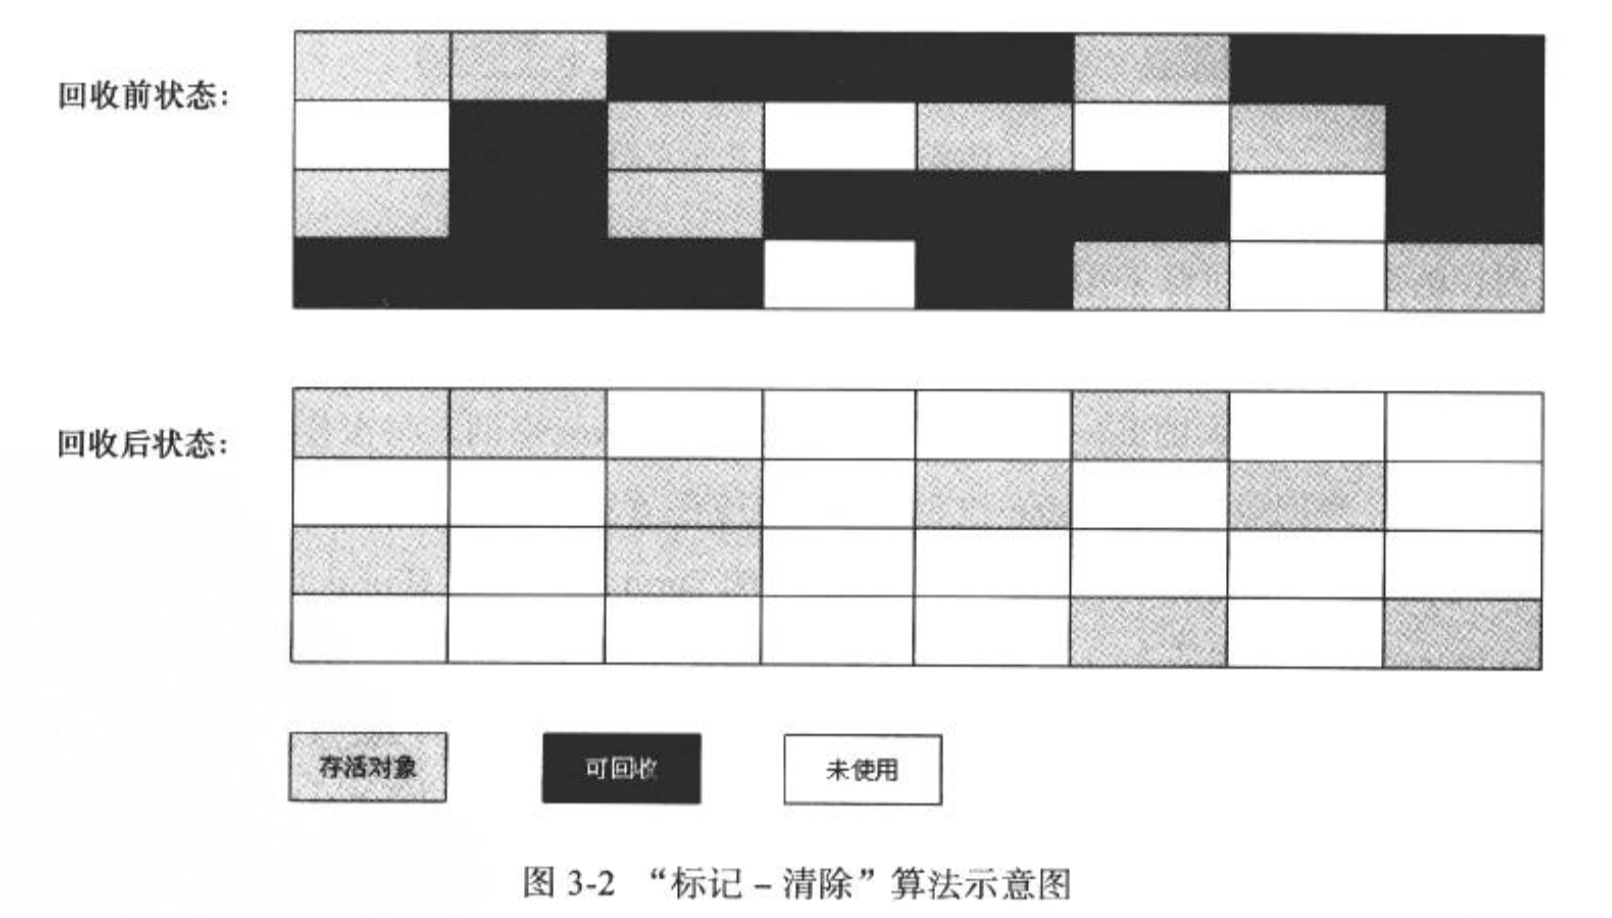 回收前状态：
回收后状态：
存活对象 可回收 未使用
图 3-2 “标记－清除”算法示意图